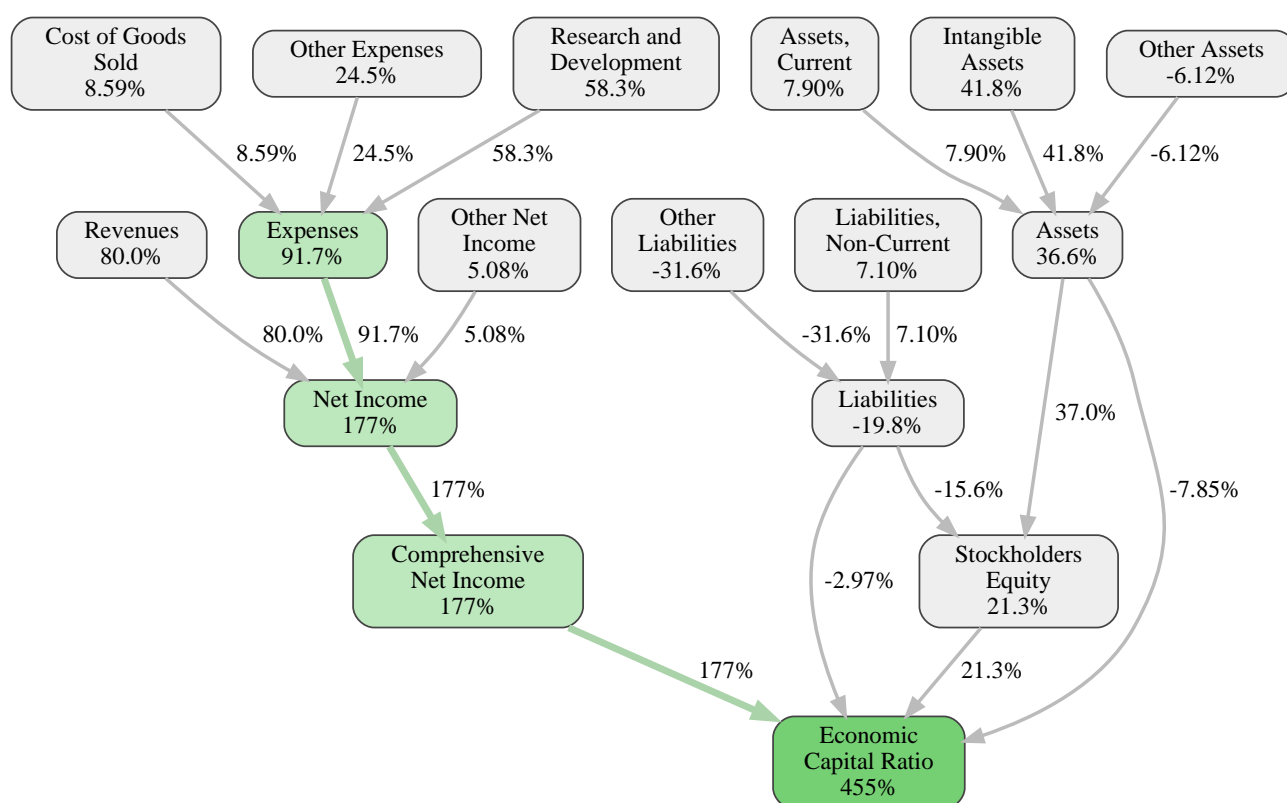 Cost of Goods
Sold
8.59%
Other Expenses
24.5%
Research and
Development
58.3%
Assets,
Current
7.90%
Intangible
Assets
41.8%
Other Assets
-6.12%
8.59%
24.5%
58.3%
7.90%
41.8%
-6.12%
Revenues
80.0%
Expenses
91.7%
Other Net
Income
5.08%
Other
Liabilities
-31.6%
Liabilities,
Non-Current
7.10%
Assets
36.6%
80.0%
91.7%
5.08%
-31.6%
7.10%
Net Income
177%
Liabilities
-19.8%
37.0%
177%
-15.6%
-7.85%
Comprehensive
Net Income
177%
-2.97%
Stockholders
Equity
21.3%
177%
21.3%
Economic
Capital Ratio
455%